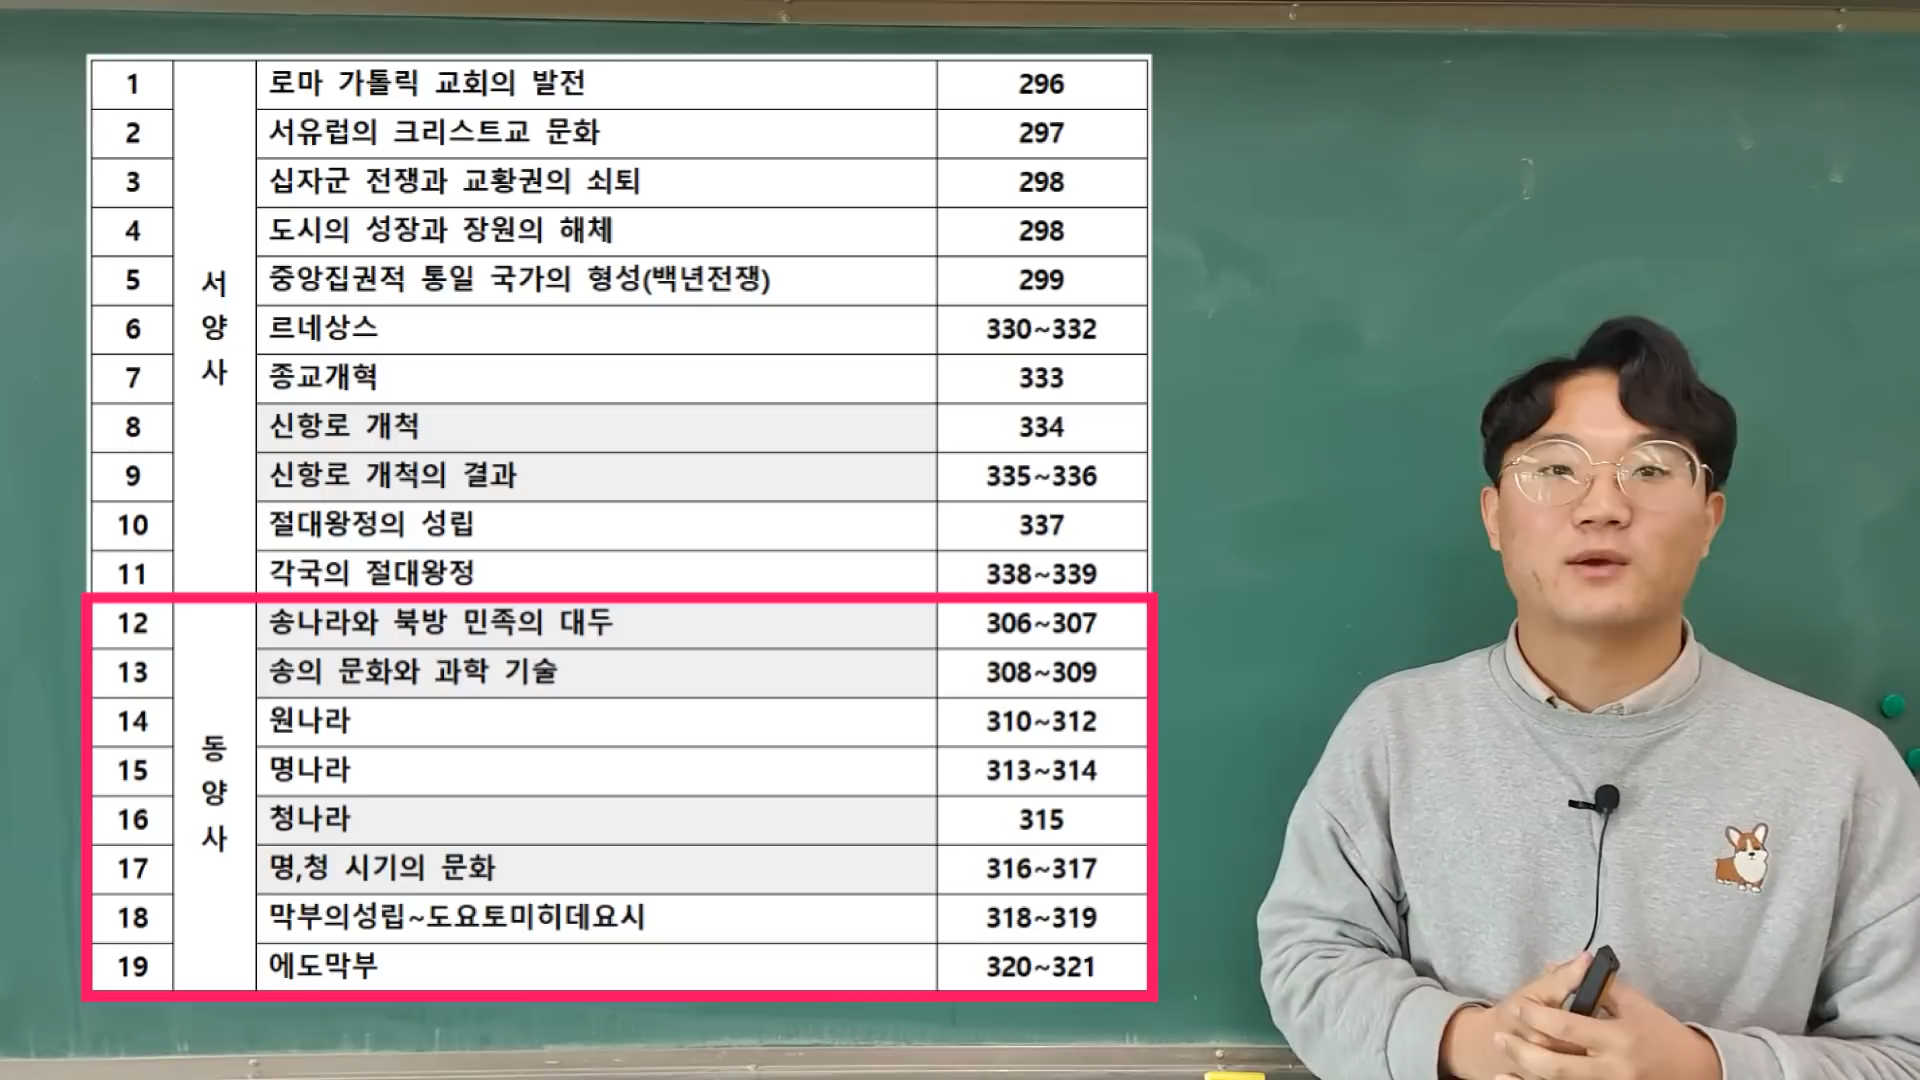 1 로마 가톨릭 교회의 발전 296
2 서유럽의 크리스트교 문화 297
3 십자군 전쟁과 교황권의 쇠퇴 298
4 도시의 성장과 장원의 해체 298
서양사
5 중앙집권적 통일 국가의 형성(백년전쟁) 299
6 르네상스 330~332
7 종교개혁 333
8 신항로 개척 334
9 신항로 개척의 결과 335~336
10 절대왕정의 성립 337
11 각국의 절대왕정 338~339
12 송나라와 북방 민족의 대두 306~307
13 송의 문화와 과학 기술 308~309
14 원나라 310~312
동양사
15 명나라 313~314
16 청나라 315
17 명,청 시기의 문화 316~317
18 막부의성립~도요토미히데요시 318~319
19 에도막부 320~321